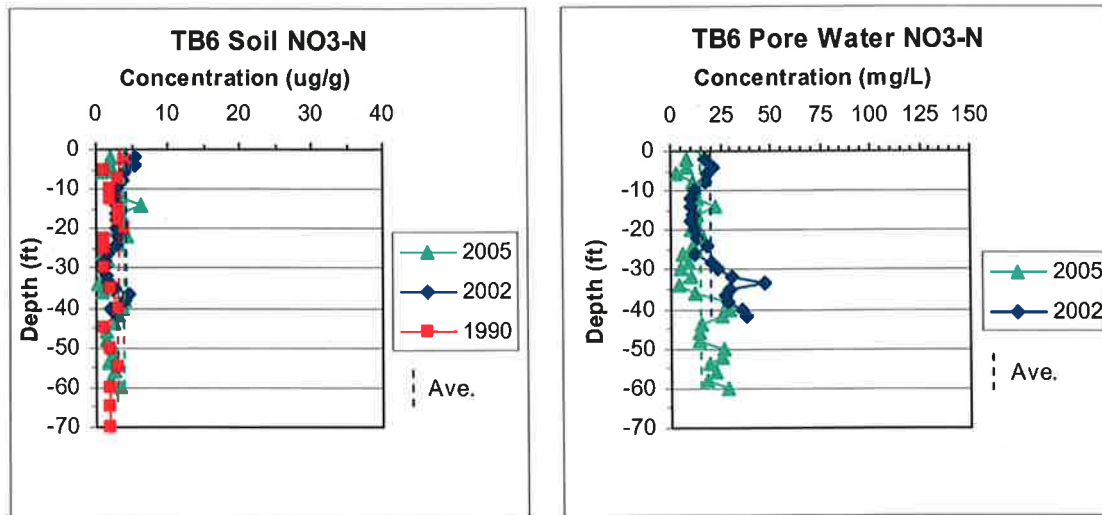 TB6 Soil NO3-N
Concentration (ug/g)
0 10 20 30 40
0
-10
-20
-30
-40
-50
-60
-70
Depth (ft)
2005
2002
1990
Ave.
TB6 Pore Water NO3-N
Concentration (mg/L)
0 25 50 75 100 125 150
0
-10
-20
-30
-40
-50
-60
-70
Depth (ft)
2005
2002
Ave.